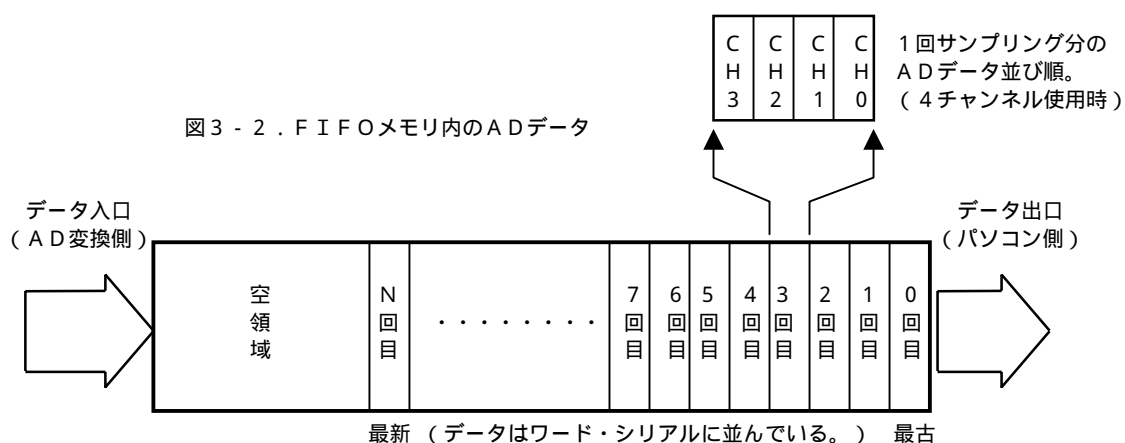 CH3 CH2 CH1 CH0
1回サンプリング分の
ADデータ並び順。
(4チャンネル使用時)
図3-2.FIFOメモリ内のADデータ
データ入口
(AD変換側)
データ出口
(パソコン側)
空領域 N回目 ・・・・・・・・ 7回目 6回目 5回目 4回目 3回目 2回目 1回目 0回目
最新 (データはワード・シリアルに並んでいる。) 最古